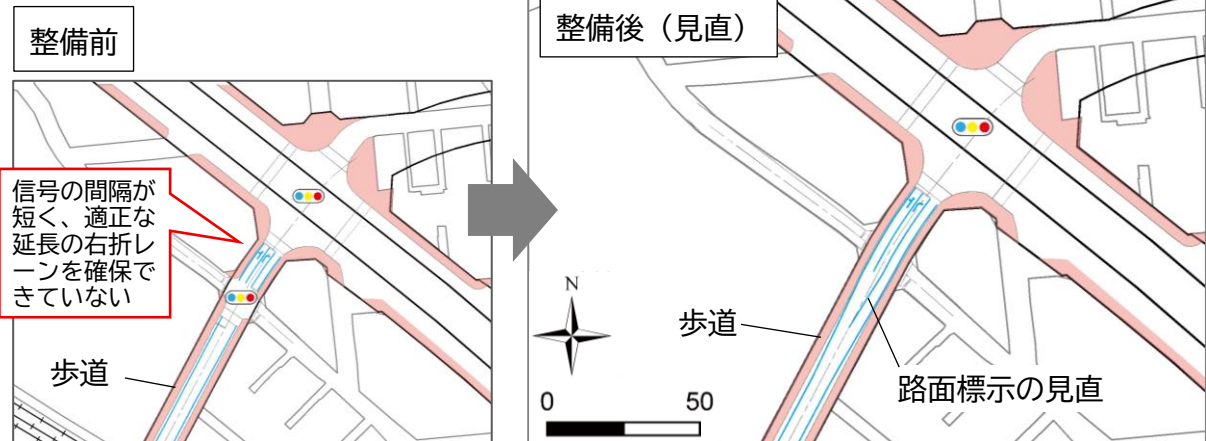 整備前
信号の間隔が
短く、適正な
延長の右折レ
ーンを確保で
きていない
歩道
整備後（見直）
N
歩道
路面標示の見直
0 50